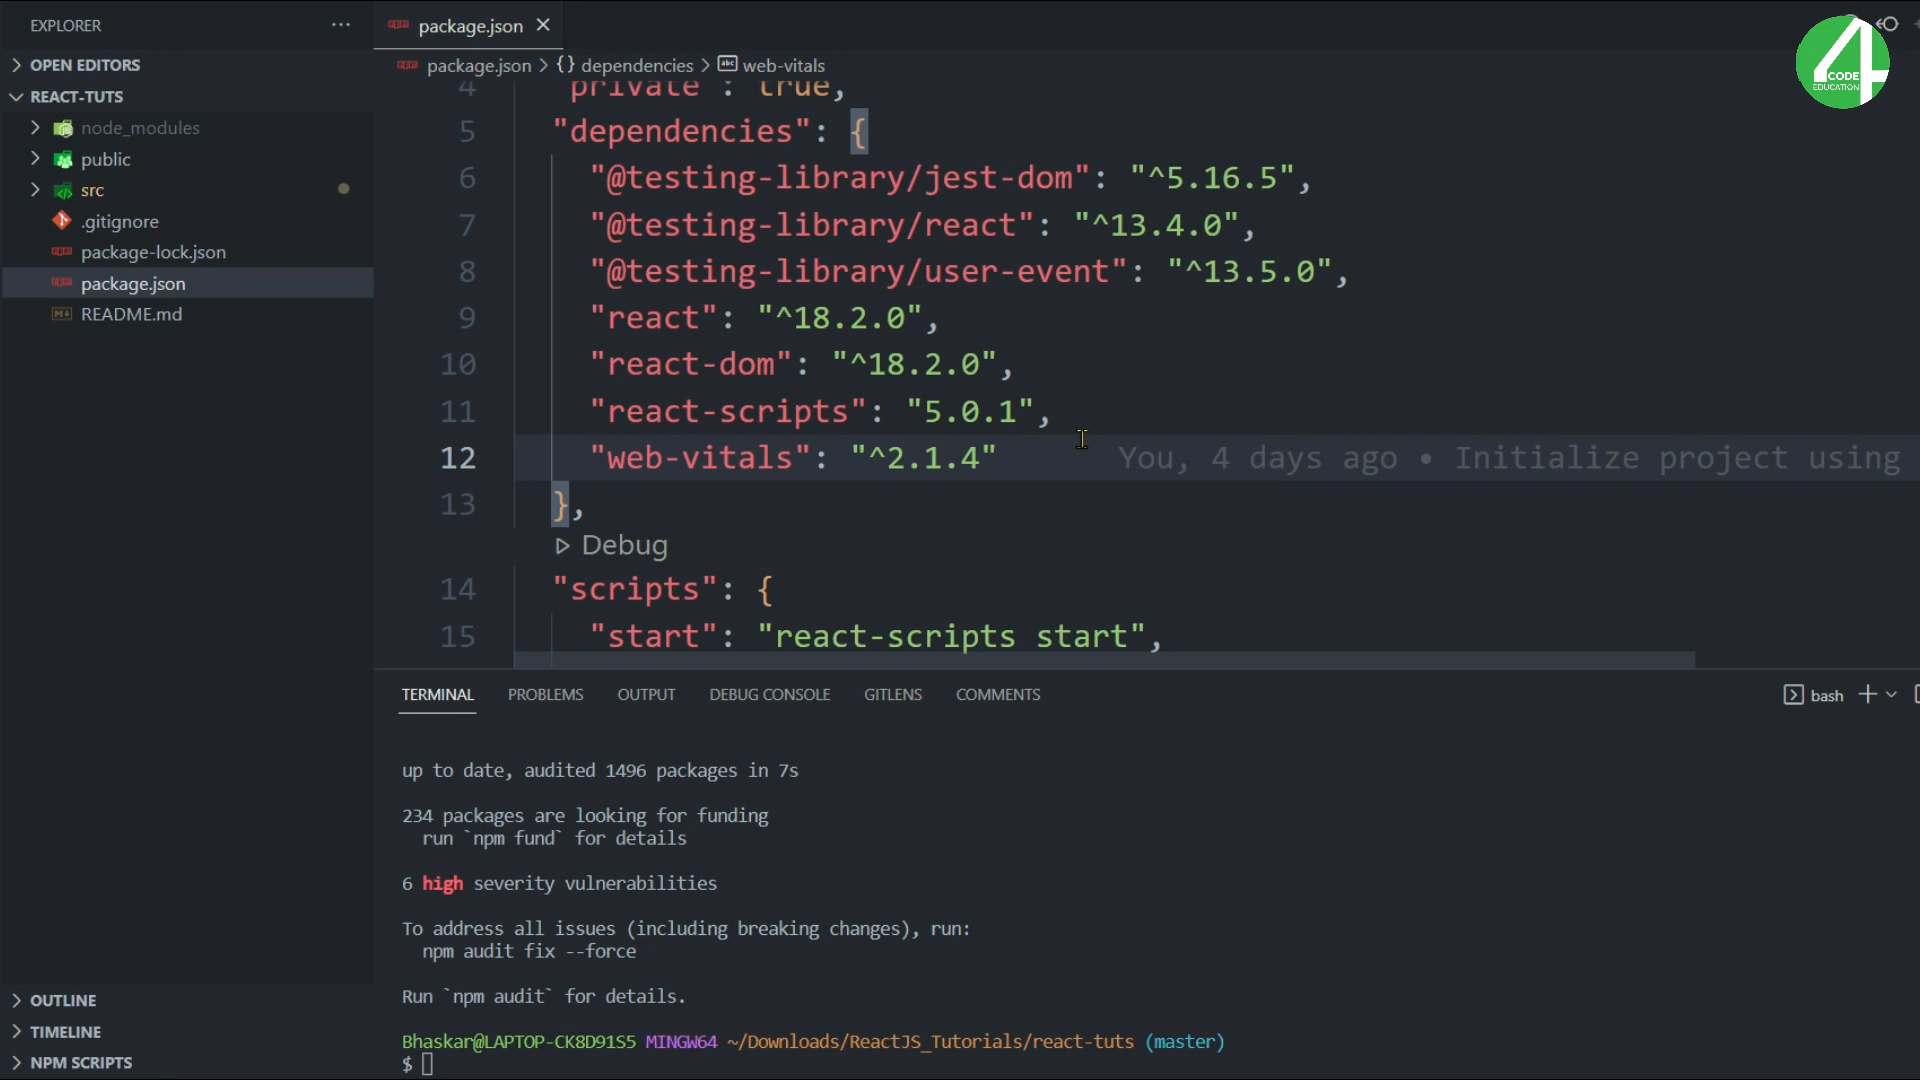 EXPLORER
OPEN EDITORS
REACT-TUTS
node_modules
public
src
.gitignore
package-lock.json
package.json
README.md
OUTLINE
TIMELINE
NPM SCRIPTS
package.json
package.json > {} dependencies > abc web-vitals
4 "private": true,
5 "dependencies": {
6 "@testing-library/jest-dom": "^5.16.5",
7 "@testing-library/react": "^13.4.0",
8 "@testing-library/user-event": "^13.5.0",
9 "react": "^18.2.0",
10 "react-dom": "^18.2.0",
11 "react-scripts": "5.0.1",
12 "web-vitals": "^2.1.4" You, 4 days ago • Initialize project using
13 },
Debug
14 "scripts": {
15 "start": "react-scripts start",
4
CODE
EDUCATION
TERMINAL PROBLEMS OUTPUT DEBUG CONSOLE GITLENS COMMENTS
bash
up to date, audited 1496 packages in 7s
234 packages are looking for funding
run `npm fund` for details
6 high severity vulnerabilities
To address all issues (including breaking changes), run:
npm audit fix --force
Run `npm audit` for details.
Bhaskar@LAPTOP-CK8D91S5 MINGW64 ~/Downloads/ReactJS_Tutorials/react-tuts (master)
$